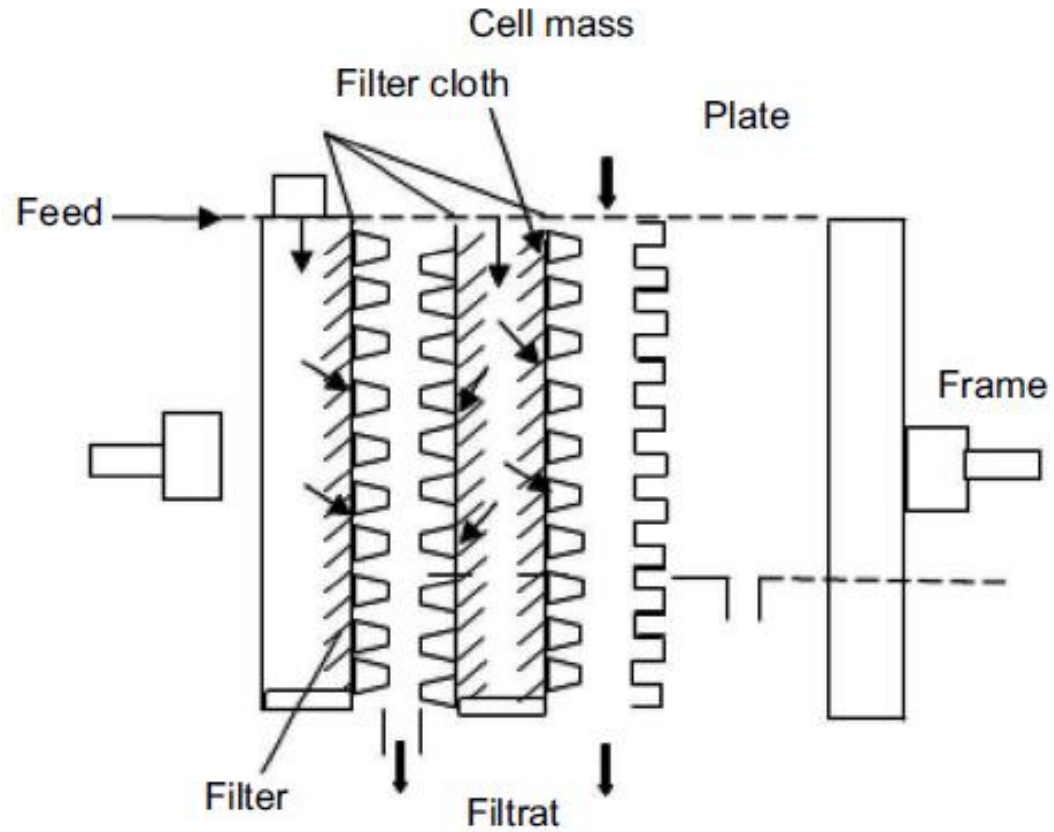 Cell mass
Filter cloth
Plate
Feed
Frame
Filter
Filtrat